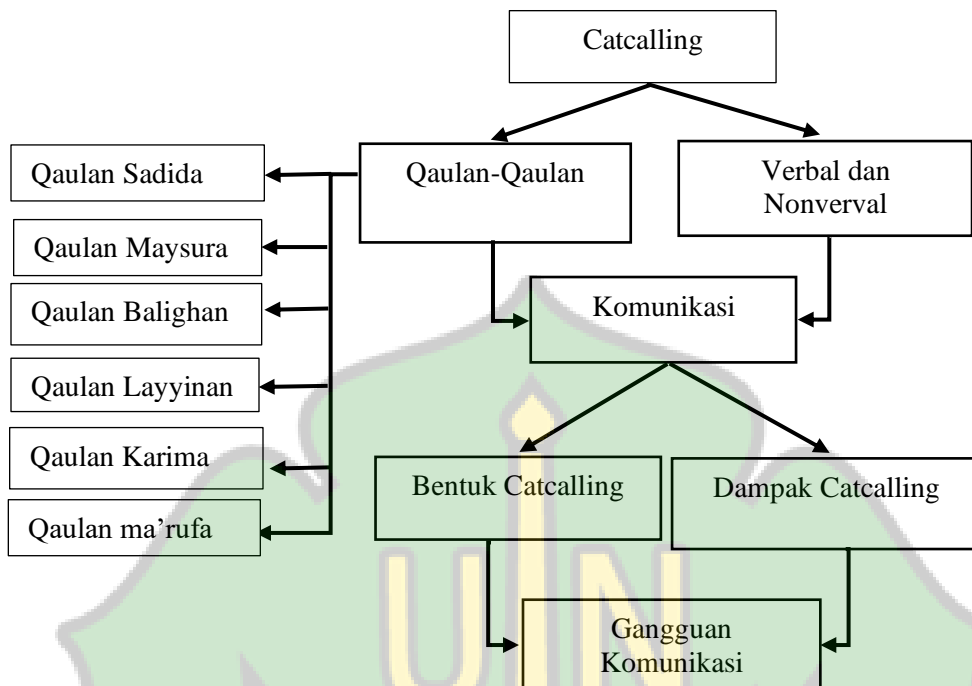 Catcalling
Qaulan-Qaulan
Verbal dan
Nonverval
Qaulan Sadida
Qaulan Maysura
Qaulan Balighan
Qaulan Layyinan
Qaulan Karima
Qaulan ma’rufa
Komunikasi
Bentuk Catcalling
Dampak Catcalling
Gangguan
Komunikasi
UIN